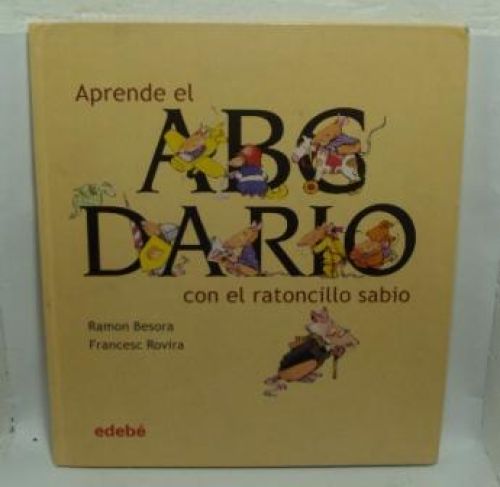 Aprende el
ABC
DARIO
con el ratoncillo sabio
Ramon Besora
Francesc Rovira
edebé